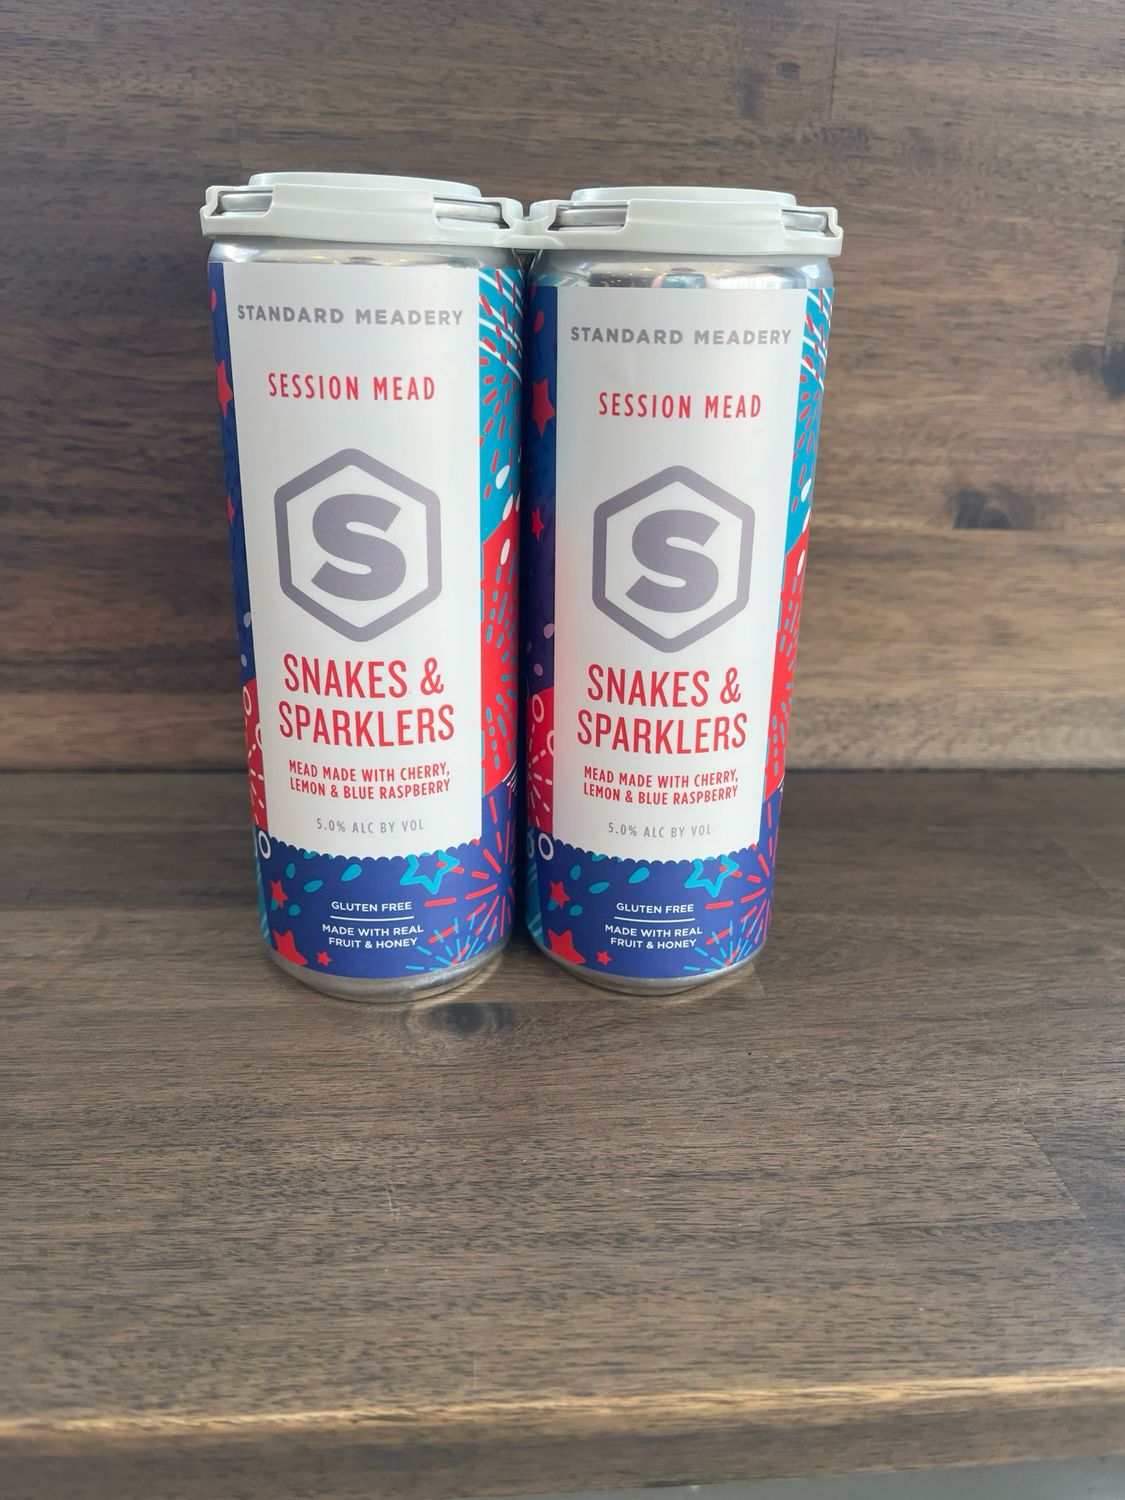 STANDARD MEADERY
SESSION MEAD
S
SNAKES &
SPARKLERS
MEAD MADE WITH CHERRY,
LEMON & BLUE RASPBERRY
5.0% ALC BY VOL
GLUTEN FREE
MADE WITH REAL
FRUIT & HONEY
STANDARD MEADERY
SESSION MEAD
S
SNAKES &
SPARKLERS
MEAD MADE WITH CHERRY,
LEMON & BLUE RASPBERRY
5.0% ALC BY VOL
GLUTEN FREE
MADE WITH REAL
FRUIT & HONEY